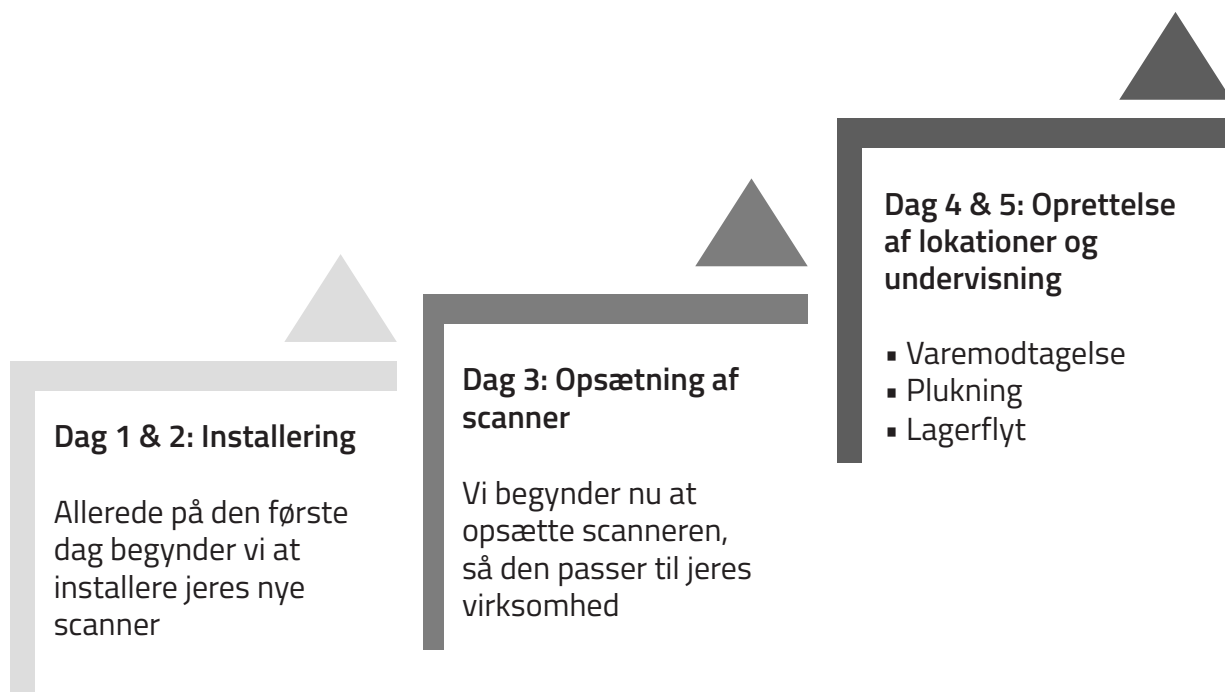 Dag 1 & 2: Installering
Allerede på den første
dag begynder vi at
installere jeres nye
scanner
Dag 3: Opsætning af
scanner
Vi begynder nu at
opsætte scanneren,
så den passer til jeres
virksomhed
Dag 4 & 5: Oprettelse
af lokationer og
undervisning
▪ Varemodtagelse
▪ Plukning
▪ Lagerflyt